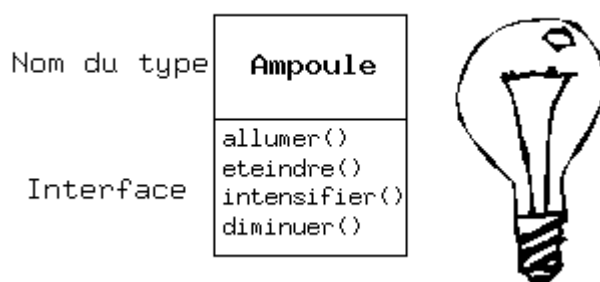 Nom du type
Ampoule
Interface
allumer()
eteindre()
intensifier()
diminuer()